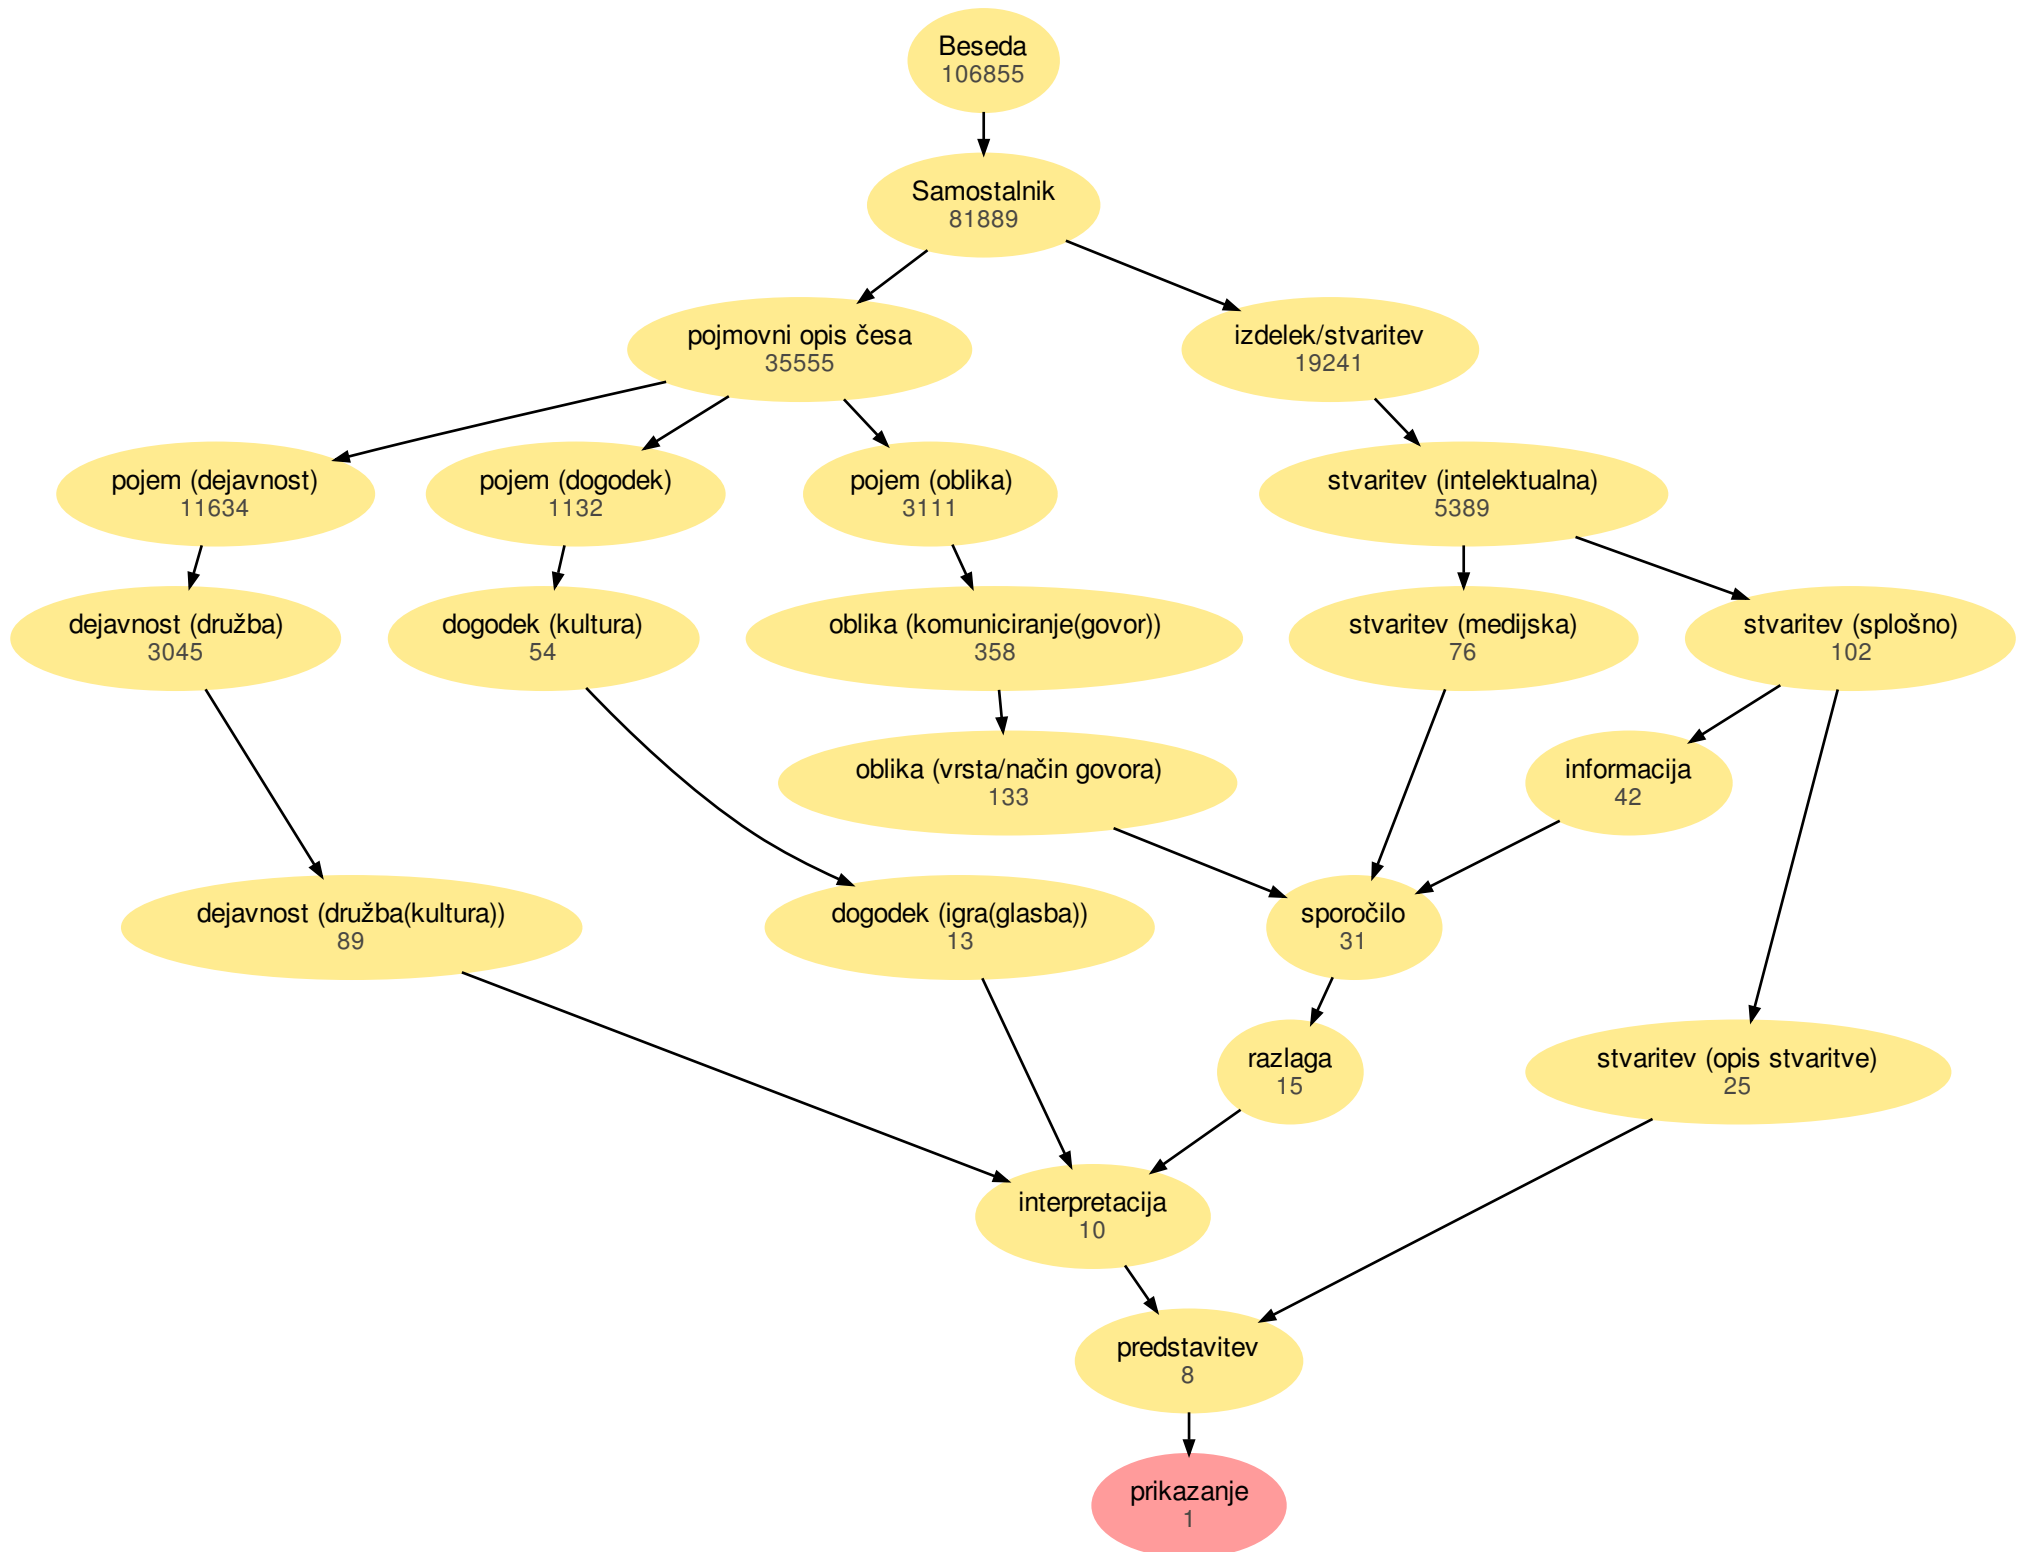 Beseda
106855
Samostalnik
81889
pojmovni opis česa
35555
izdelek/stvaritev
19241
pojem (dejavnost)
11634
pojem (dogodek)
1132
pojem (oblika)
3111
stvaritev (intelektualna)
5389
dejavnost (družba)
3045
dogodek (kultura)
54
oblika (komuniciranje(govor))
358
stvaritev (medijska)
76
stvaritev (splošno)
102
oblika (vrsta/način govora)
133
informacija
42
dejavnost (družba(kultura))
89
dogodek (igra(glasba))
13
sporočilo
31
razlaga
15
stvaritev (opis stvaritve)
25
interpretacija
10
predstavitev
8
prikazanje
1